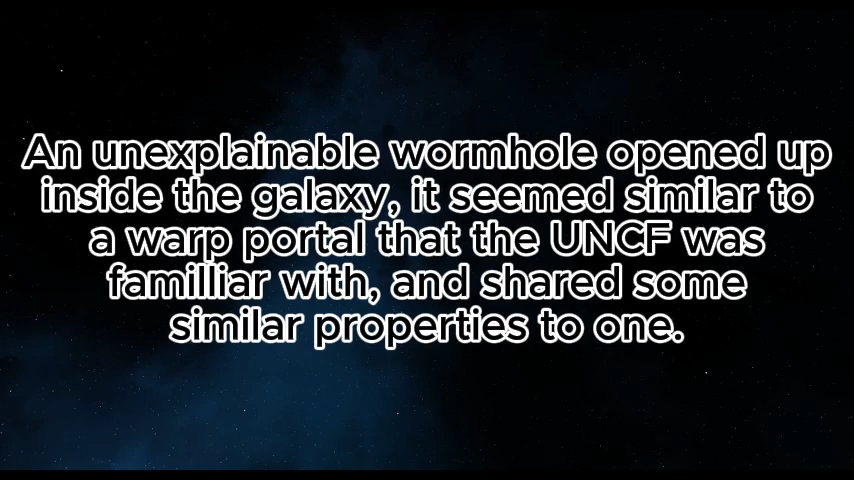 An unexplainable wormhole opened up
inside the galaxy, it seemed similar to
a warp portal that the UNCF was
familliar with, and shared some
similar properties to one.